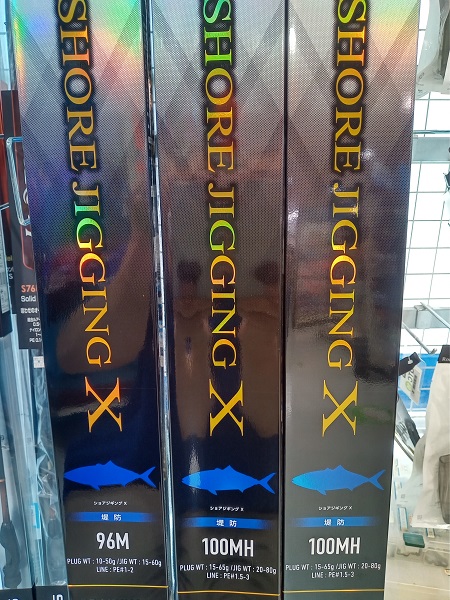 SHORE JIGGING X
ショアジギング X
堤防
96M
PLUG WT : 10-50g /JIG WT : 15-60g
LINE : PE#1-2
SHORE JIGGING X
ショアジギング X
堤防
100MH
PLUG WT : 15-65g /JIG WT : 20-80g
LINE : PE#1.5-3
SHORE JIGGING X
ショアジギング X
堤防
100MH
PLUG WT : 15-65g /JIG WT : 20-80g
LINE : PE#1.5-3
S76
Solid